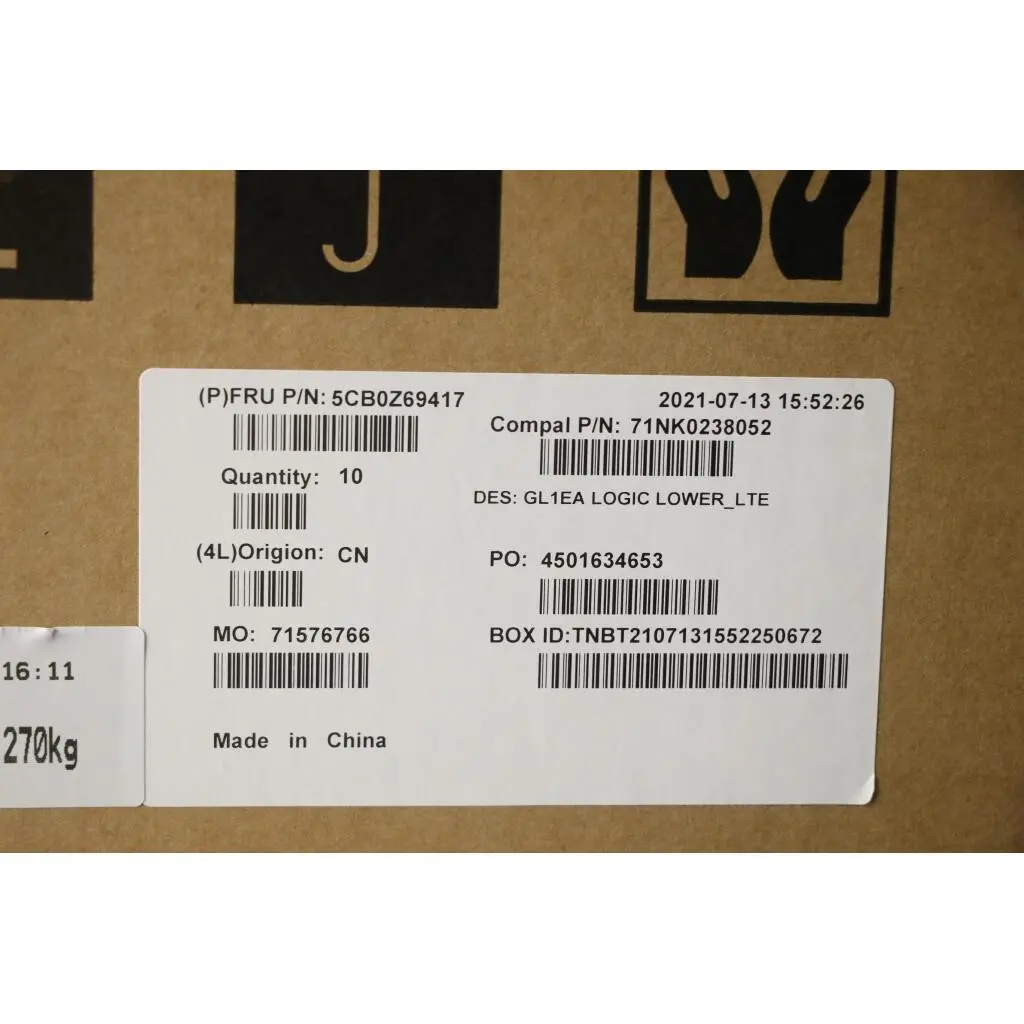 (P)FRU P/N: 5CB0Z69417
2021-07-13 15:52:26
Compal P/N: 71NK0238052
Quantity: 10
DES: GL1EA LOGIC LOWER_LTE
(4L)Origion: CN
PO: 4501634653
MO: 71576766
BOX ID:TNBT2107131552250672
Made in China
16:11
270kg